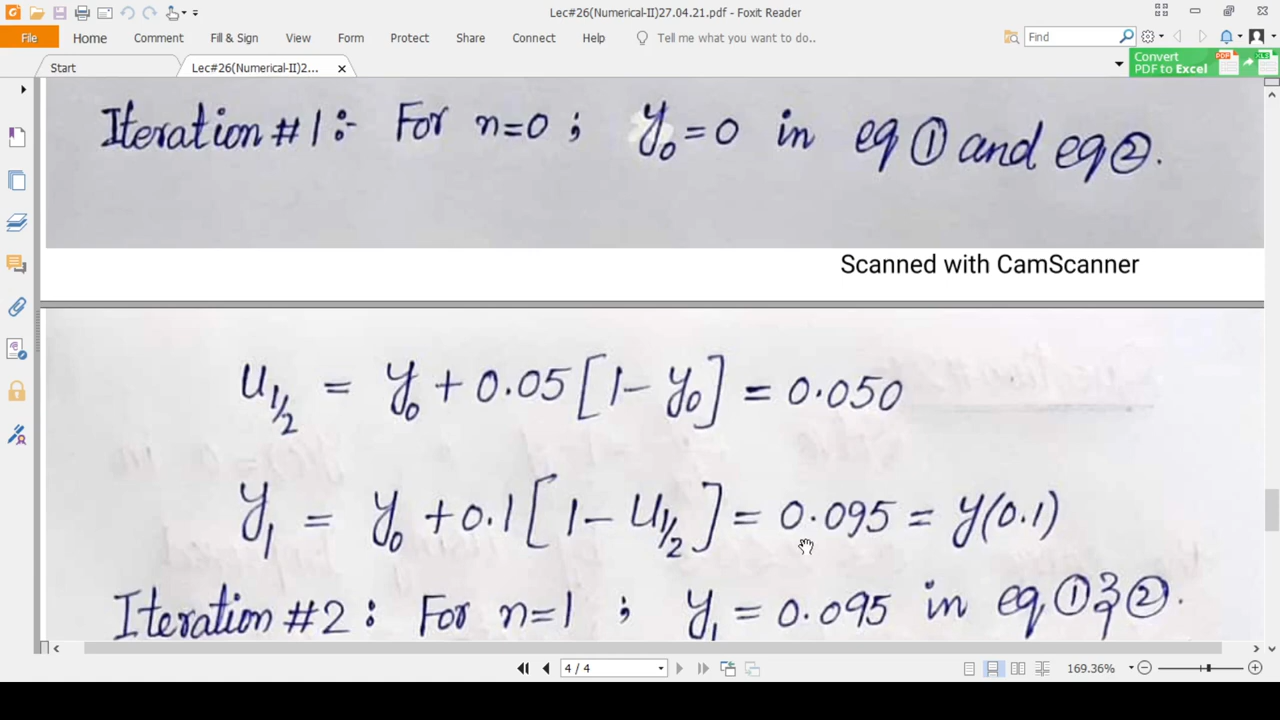 Lec#26(Numerical-II)27.04.21.pdf - Foxit Reader
File Home Comment Fill & Sign View Form Protect Share Connect Help Tell me what you want to do.. Find
Start Lec#26(Numerical-II)2... Convert PDF to Excel
Iteration #1:- For n=0 ; y₀ = 0 in eq ① and eq ②.
Scanned with CamScanner
u₁/₂ = y₀ + 0.05 [1 - y₀] = 0.050
y₁ = y₀ + 0.1 [1 - u₁/₂] = 0.095 = y(0.1)
Iteration #2 : For n=1 ; y₁ = 0.095 in eq ① & ②.
4 / 4 169.36%